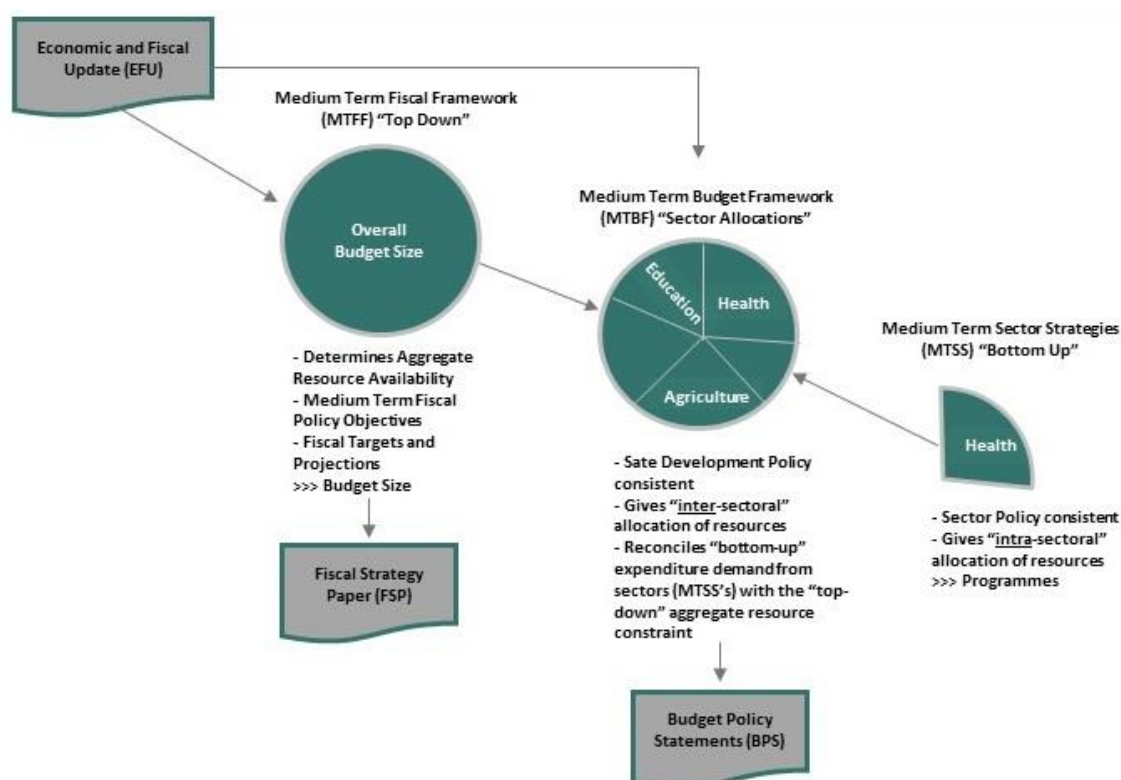 Economic and Fiscal
Update (EFU)
Medium Term Fiscal Framework
(MTFF) “Top Down”
Overall
Budget Size
- Determines Aggregate
Resource Availability
- Medium Term Fiscal
Policy Objectives
- Fiscal Targets and
Projections
>>> Budget Size
Fiscal Strategy
Paper (FSP)
Medium Term Budget Framework
(MTBF) “Sector Allocations”
Education
Health
Agriculture
- Sate Development Policy
consistent
- Gives “inter-sectoral”
allocation of resources
- Reconciles “bottom-up”
expenditure demand from
sectors (MTSS’s) with the “top-
down” aggregate resource
constraint
Budget Policy
Statements (BPS)
Medium Term Sector Strategies
(MTSS) “Bottom Up”
Health
- Sector Policy consistent
- Gives “intra-sectoral”
allocation of resources
>>> Programmes